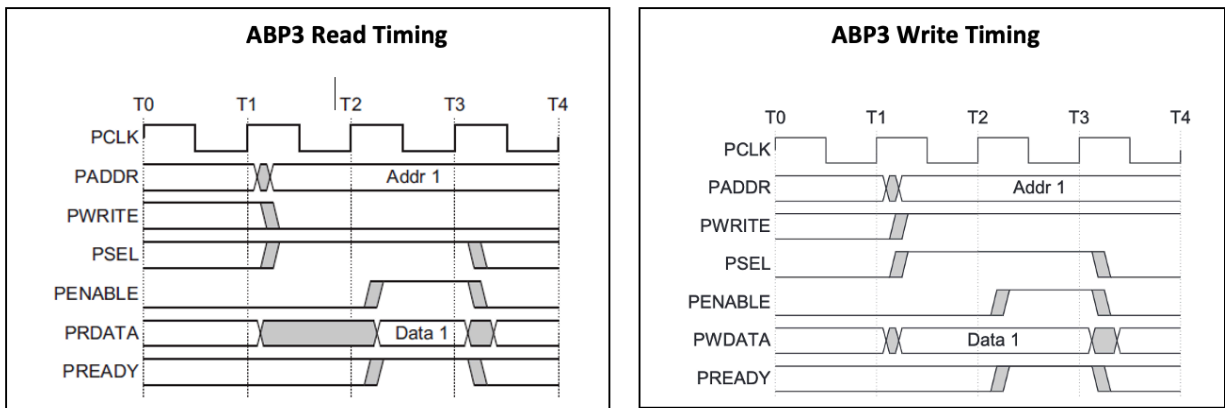 ABP3 Read Timing
T0 T1 T2 T3 T4
PCLK
PADDR Addr 1
PWRITE
PSEL
PENABLE
PRDATA Data 1
PREADY
ABP3 Write Timing
T0 T1 T2 T3 T4
PCLK
PADDR Addr 1
PWRITE
PSEL
PENABLE
PWDATA Data 1
PREADY